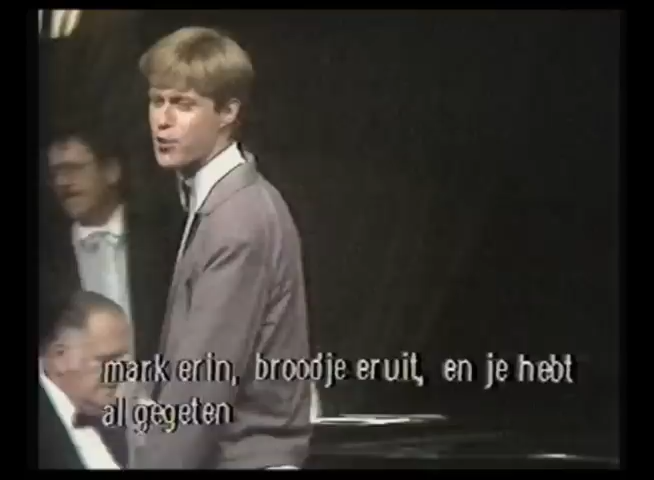 mark erin, broodje eruit, en je hebt
al gegeten